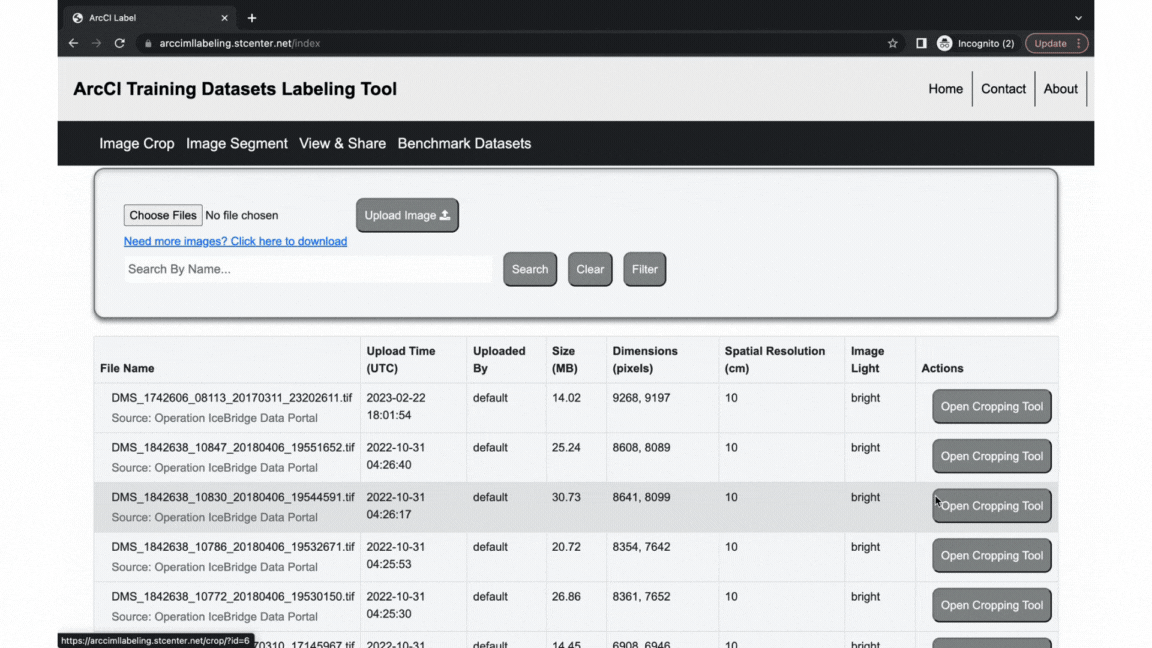 ArcCI Label
arccimllabeling.stcenter.net/index
Incognito (2)
Update
ArcCI Training Datasets Labeling Tool
Home
Contact
About
Image Crop
Image Segment
View & Share
Benchmark Datasets
Choose Files No file chosen
Upload Image
Need more images? Click here to download
Search By Name...
Search
Clear
Filter
File Name
Upload Time
(UTC)
Uploaded
By
Size
(MB)
Dimensions
(pixels)
Spatial Resolution
(cm)
Image
Light
Actions
DMS_1742606_08113_20170311_23202611.tif
Source: Operation IceBridge Data Portal
2023-02-22
18:01:54
default
14.02
9268, 9197
10
bright
Open Cropping Tool
DMS_1842638_10847_20180406_19551652.tif
Source: Operation IceBridge Data Portal
2022-10-31
04:26:40
default
25.24
8608, 8089
10
bright
Open Cropping Tool
DMS_1842638_10830_20180406_19544591.tif
Source: Operation IceBridge Data Portal
2022-10-31
04:26:17
default
30.73
8641, 8099
10
bright
Open Cropping Tool
DMS_1842638_10786_20180406_19532671.tif
Source: Operation IceBridge Data Portal
2022-10-31
04:25:53
default
20.72
8354, 7642
10
bright
Open Cropping Tool
DMS_1842638_10772_20180406_19530150.tif
Source: Operation IceBridge Data Portal
2022-10-31
04:25:30
default
26.86
8361, 7652
10
bright
Open Cropping Tool
https://arccimllabeling.stcenter.net/crop/?id=6
70310_17145967.tif
2022-10-31
default
14.45
6908, 6946
10
bright